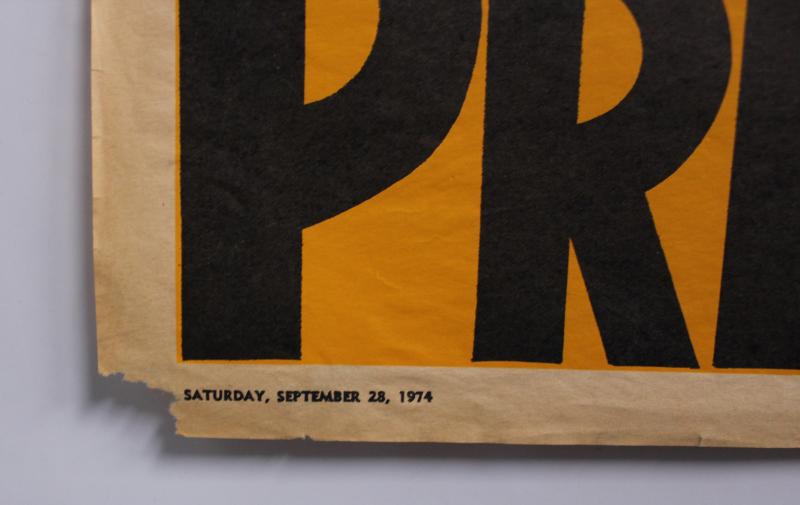 PR
SATURDAY, SEPTEMBER 28, 1974